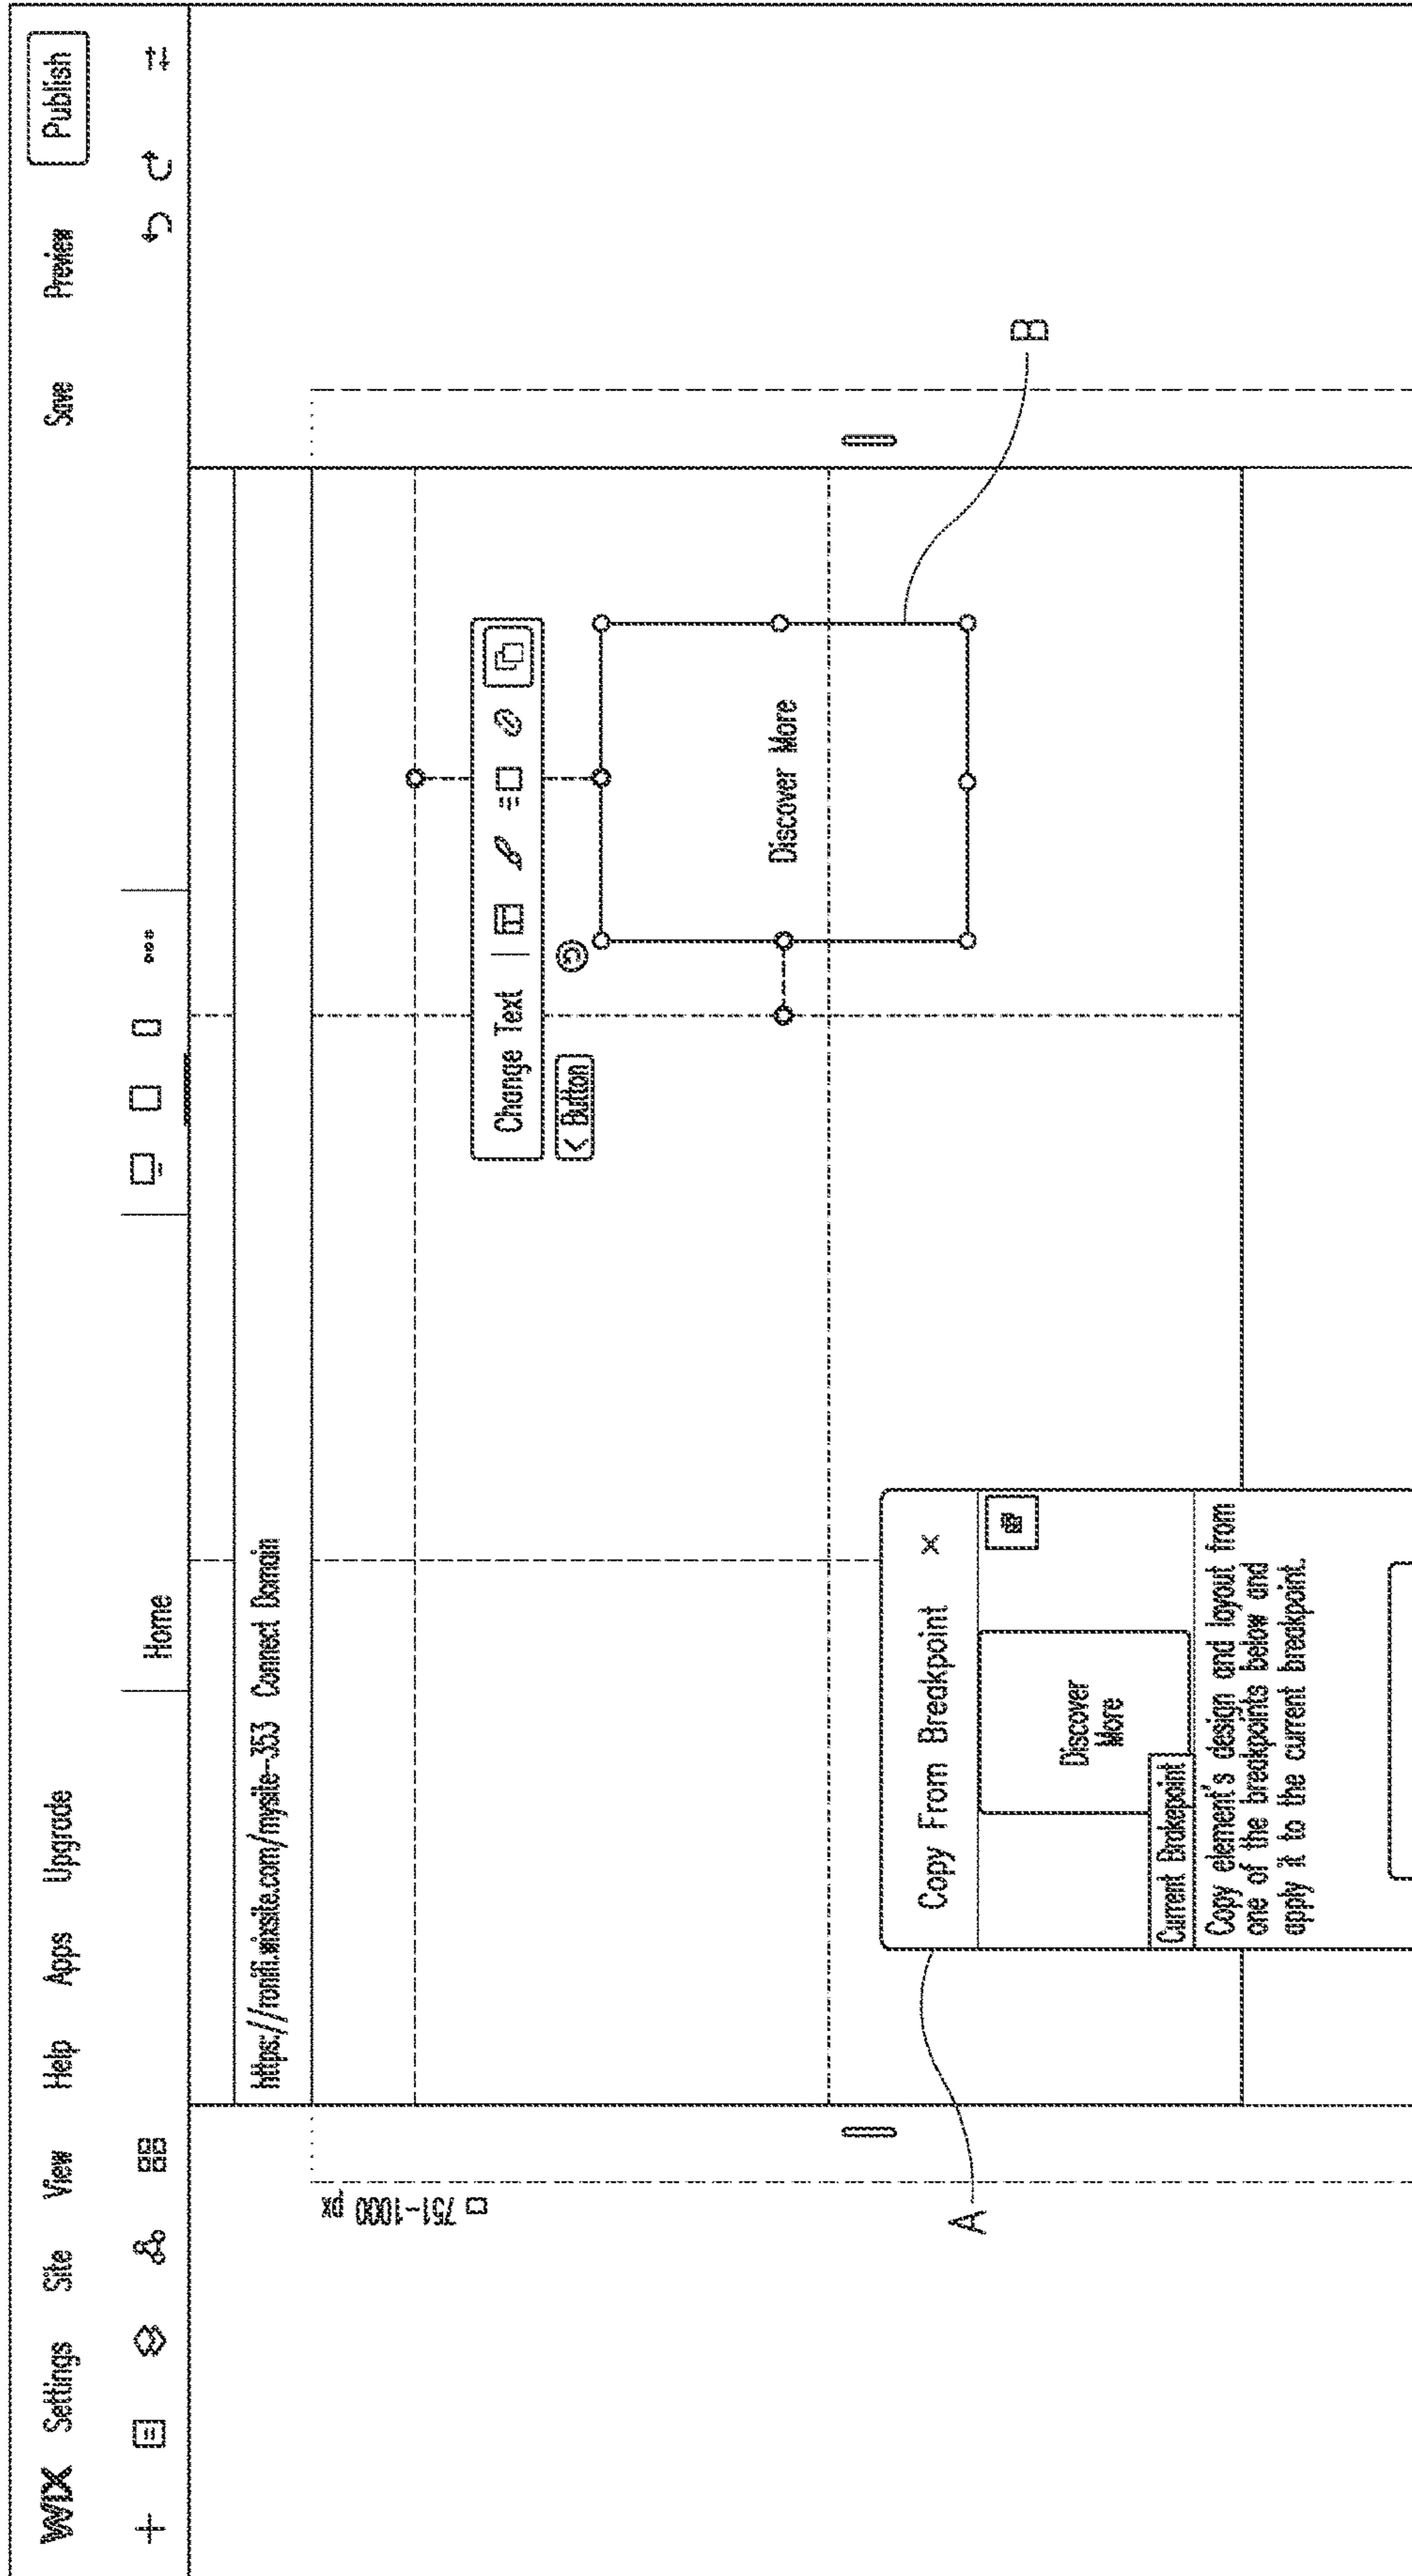 WIX Settings Site View Help Apps Upgrade Save Preview Publish
Home
https://ronifi.wixsite.com/mysite-353 Connect Domain
751-1000 px
Change Text
< Button
Discover More
B
A
Copy From Breakpoint ×
Discover
More
Current Brakepoint
Copy element's design and layout from
one of the breakpoints below and
apply it to the current breakpoint.